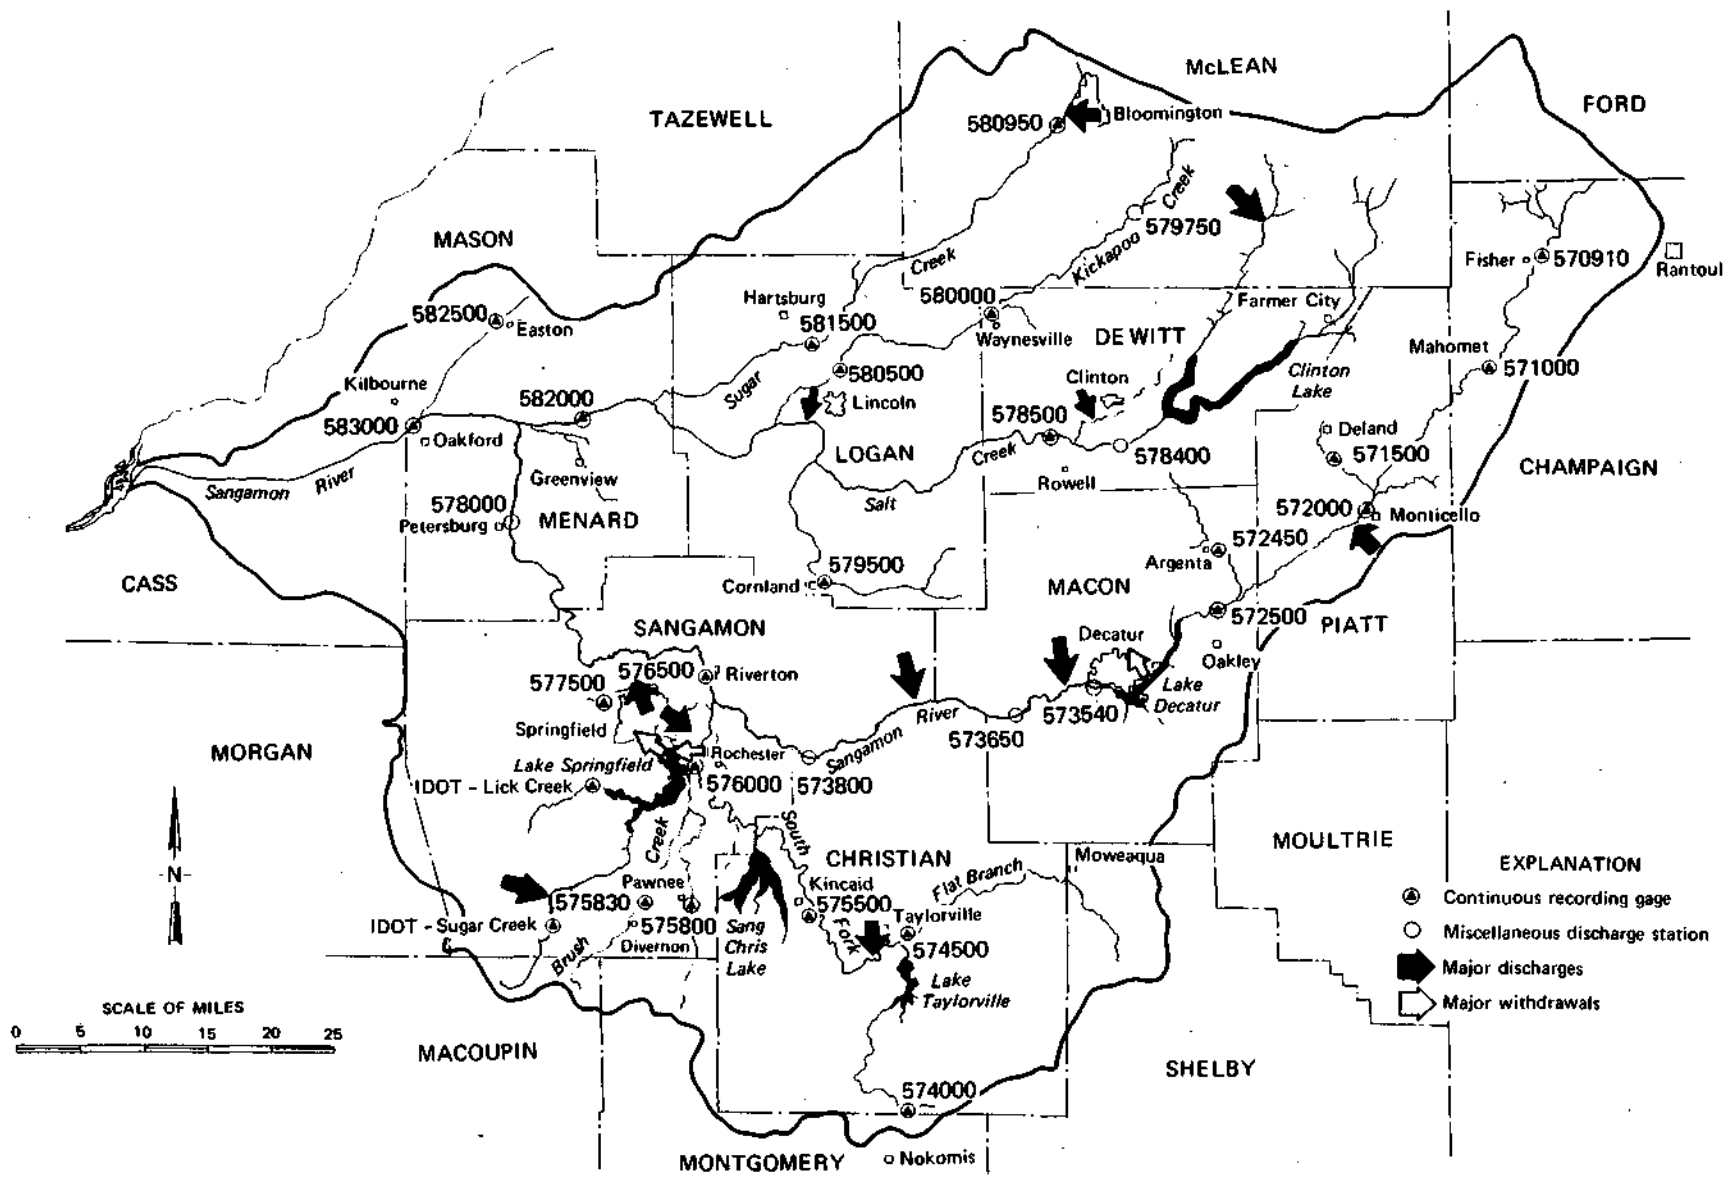 McLEAN
FORD
TAZEWELL
580950
Bloomington
Creek
579750
Kickapoo
MASON
Creek
Fisher
570910
Rantoul
Hartsburg
580000
Farmer City
582500
Easton
581500
Waynesville
DE WITT
Mahomet
571000
Kilbourne
Sugar
580500
Clinton
Clinton
Lake
582000
Lincoln
578500
583000
Oakford
LOGAN
Creek
578400
Deland
571500
CHAMPAIGN
Sangamon River
Greenview
Salt
Rowell
578000
Petersburg
MENARD
572000
Monticello
572450
Argenta
CASS
Cornland
579500
MACON
572500
PIATT
SANGAMON
Decatur
Oakley
576500
Riverton
577500
Lake
Decatur
Springfield
River
573540
573650
Sangamon
MORGAN
Rochester
Lake Springfield
IDOT - Lick Creek
576000
573800
Creek
South
MOULTRIE
CHRISTIAN
Moweaqua
Flat Branch
EXPLANATION
Pawnee
Kincaid
575830
575500
Taylorville
Continuous recording gage
IDOT - Sugar Creek
575800
Divernon
Fork
574500
Miscellaneous discharge station
Brush
Sang
Chris
Lake
Major discharges
Lake
Taylorville
Major withdrawals
N
SCALE OF MILES
0 5 10 15 20 25
MACOUPIN
SHELBY
574000
MONTGOMERY
Nokomis